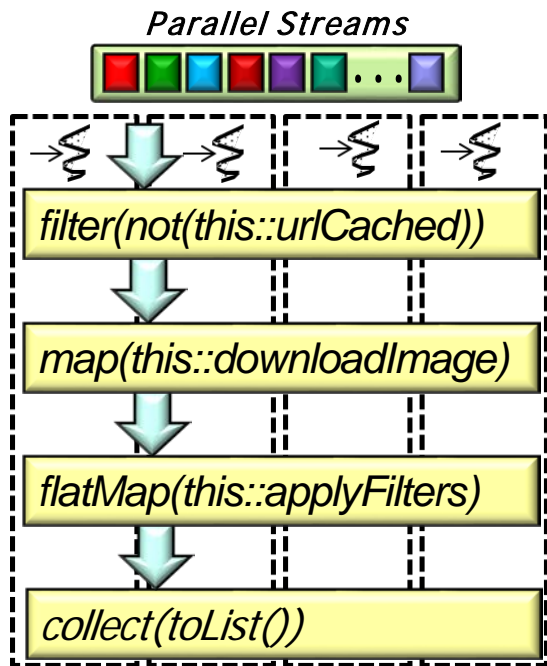 Parallel Streams
...
filter(not(this::urlCached))
map(this::downloadImage)
flatMap(this::applyFilters)
collect(toList())